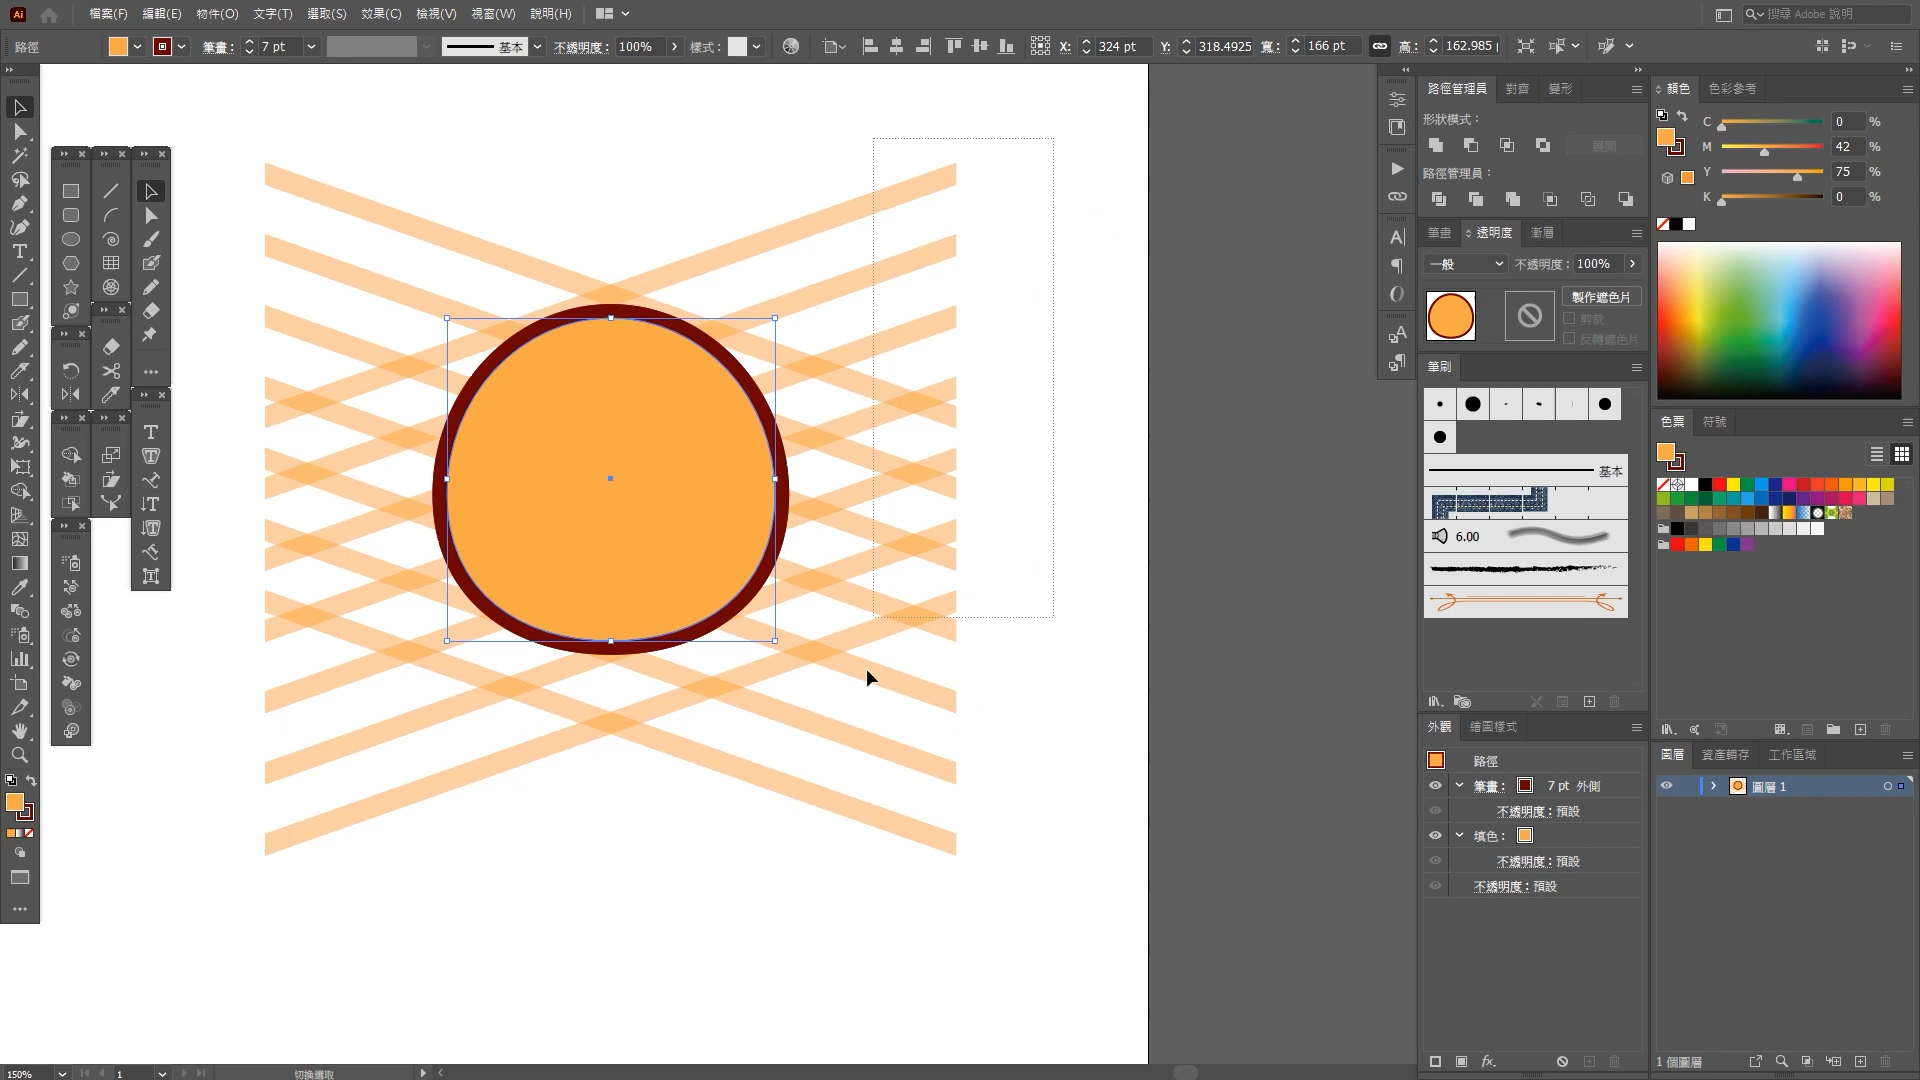 Ai 檔案(F) 編輯(E) 物件(O) 文字(T) 選取(S) 效果(C) 檢視(V) 視窗(W) 說明(H) 搜尋 Adobe 說明
路徑 筆畫: 7 pt 基本 不透明度: 100% 樣式: X: 324 pt Y: 318.4925 寬: 166 pt 高: 162.985
路徑管理員 對齊 變形
形狀模式:
展開
路徑管理員:
筆畫 透明度 漸層
一般 不透明度: 100%
製作遮色片
剪裁
反轉遮色片
筆刷
基本
6.00
外觀 繪圖樣式
路徑
筆畫: 7 pt 外側
不透明度: 預設
填色:
不透明度: 預設
不透明度: 預設
fx
顏色 色彩參考
C 0 %
M 42 %
Y 75 %
K 0 %
色票 符號
圖層 資產轉存 工作區域
圖層 1
1 個圖層
150% 1 切換選取